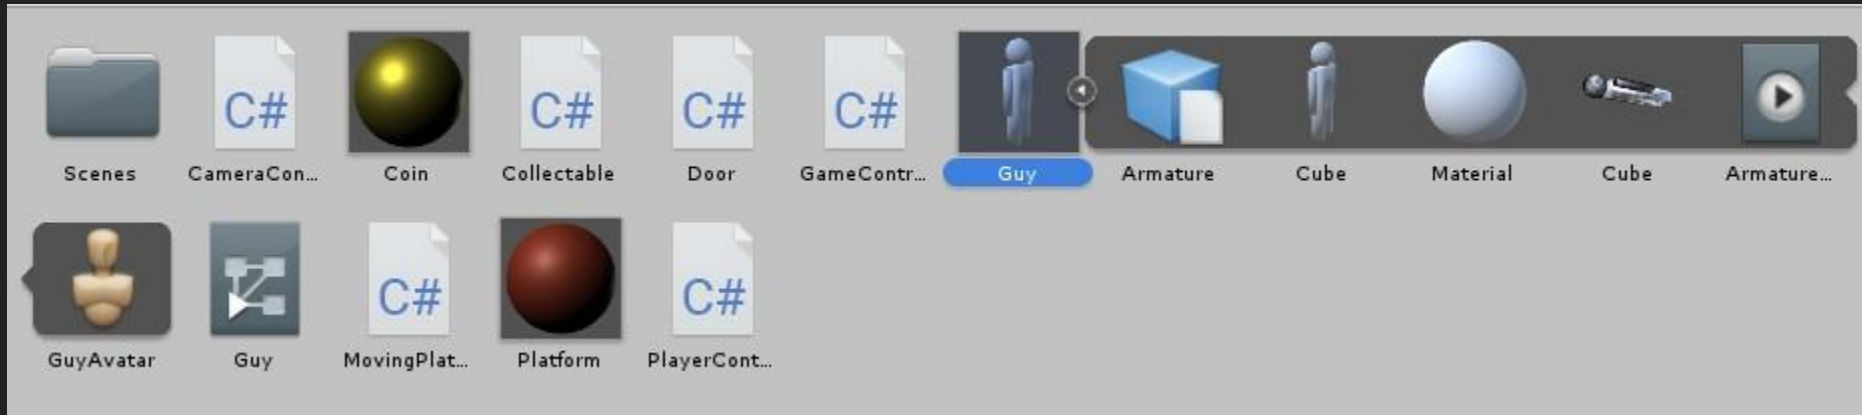 C# C# C# C#
Scenes CameraCon... Coin Collectable Door GameContr... Guy Armature Cube Material Cube Armature...
C# C#
GuyAvatar Guy MovingPlat... Platform PlayerCont...